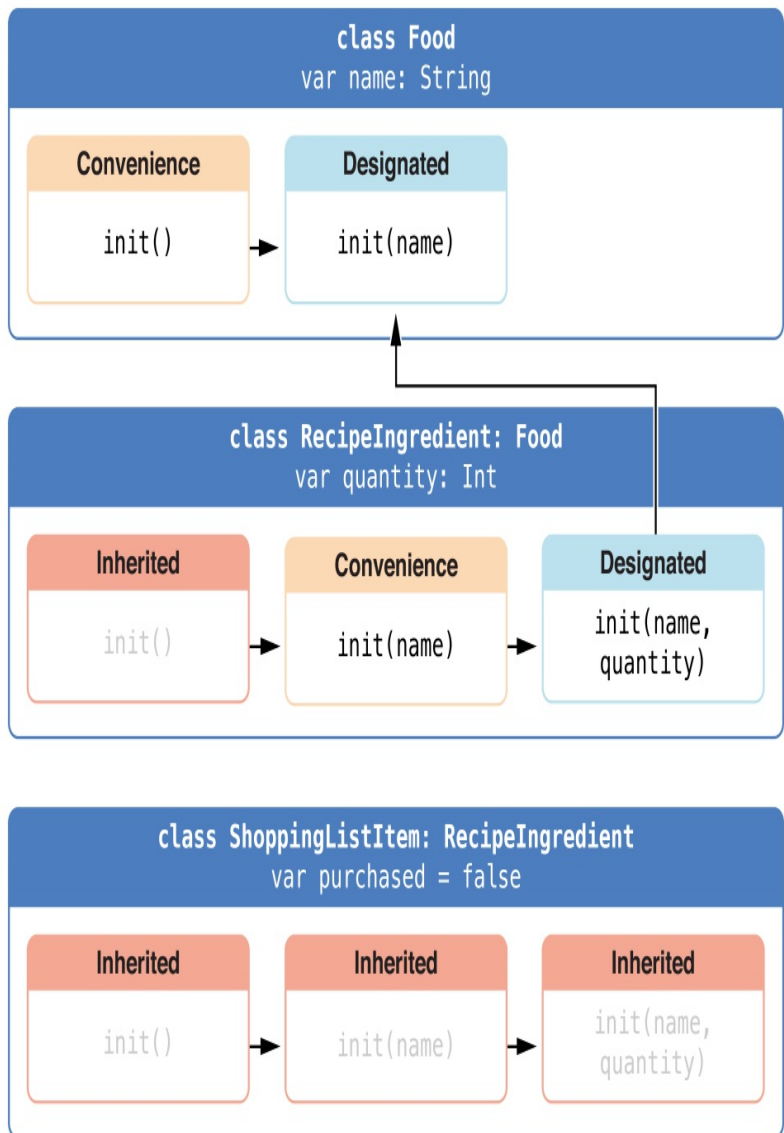 class Food
var name: String
Convenience
Designated
init()
init(name)
class RecipeIngredient: Food
var quantity: Int
Inherited
Convenience
Designated
init()
init(name)
init(name,
quantity)
class ShoppingListItem: RecipeIngredient
var purchased = false
Inherited
Inherited
Inherited
init()
init(name)
init(name,
quantity)